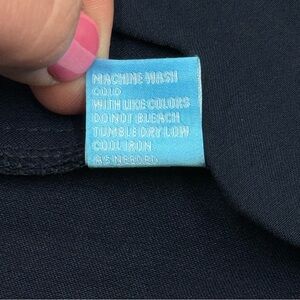 MACHINE WASH
COLD
WITH LIKE COLORS
DO NOT BLEACH
TUMBLE DRY LOW
COOL IRON
AS NEEDED